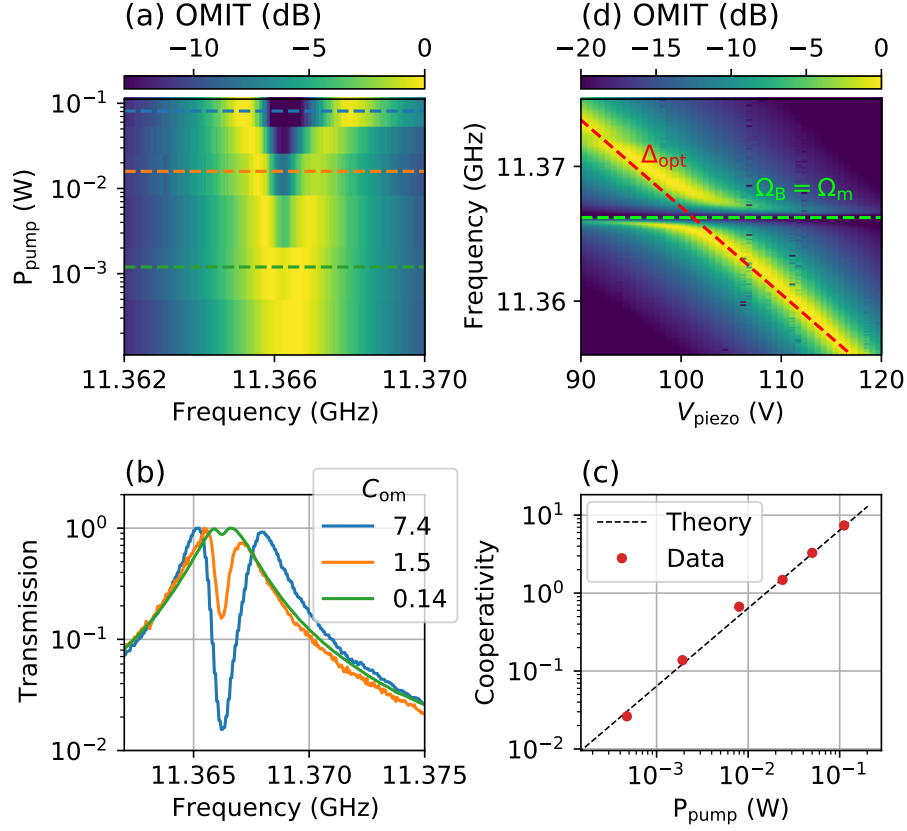 (a) OMIT (dB)
−10 −5 0
P_pump (W)
10^−1
10^−2
10^−3
11.362 11.366 11.370
Frequency (GHz)
(d) OMIT (dB)
−20 −15 −10 −5 0
Frequency (GHz)
11.37
11.36
Δ_opt
Ω_B = Ω_m
90 100 110 120
V_piezo (V)
(b)
Transmission
10^0
10^−1
10^−2
C_om
7.4
1.5
0.14
11.365 11.370 11.375
Frequency (GHz)
(c)
Cooperativity
10^1
10^0
10^−1
10^−2
Theory
Data
10^−3 10^−2 10^−1
P_pump (W)